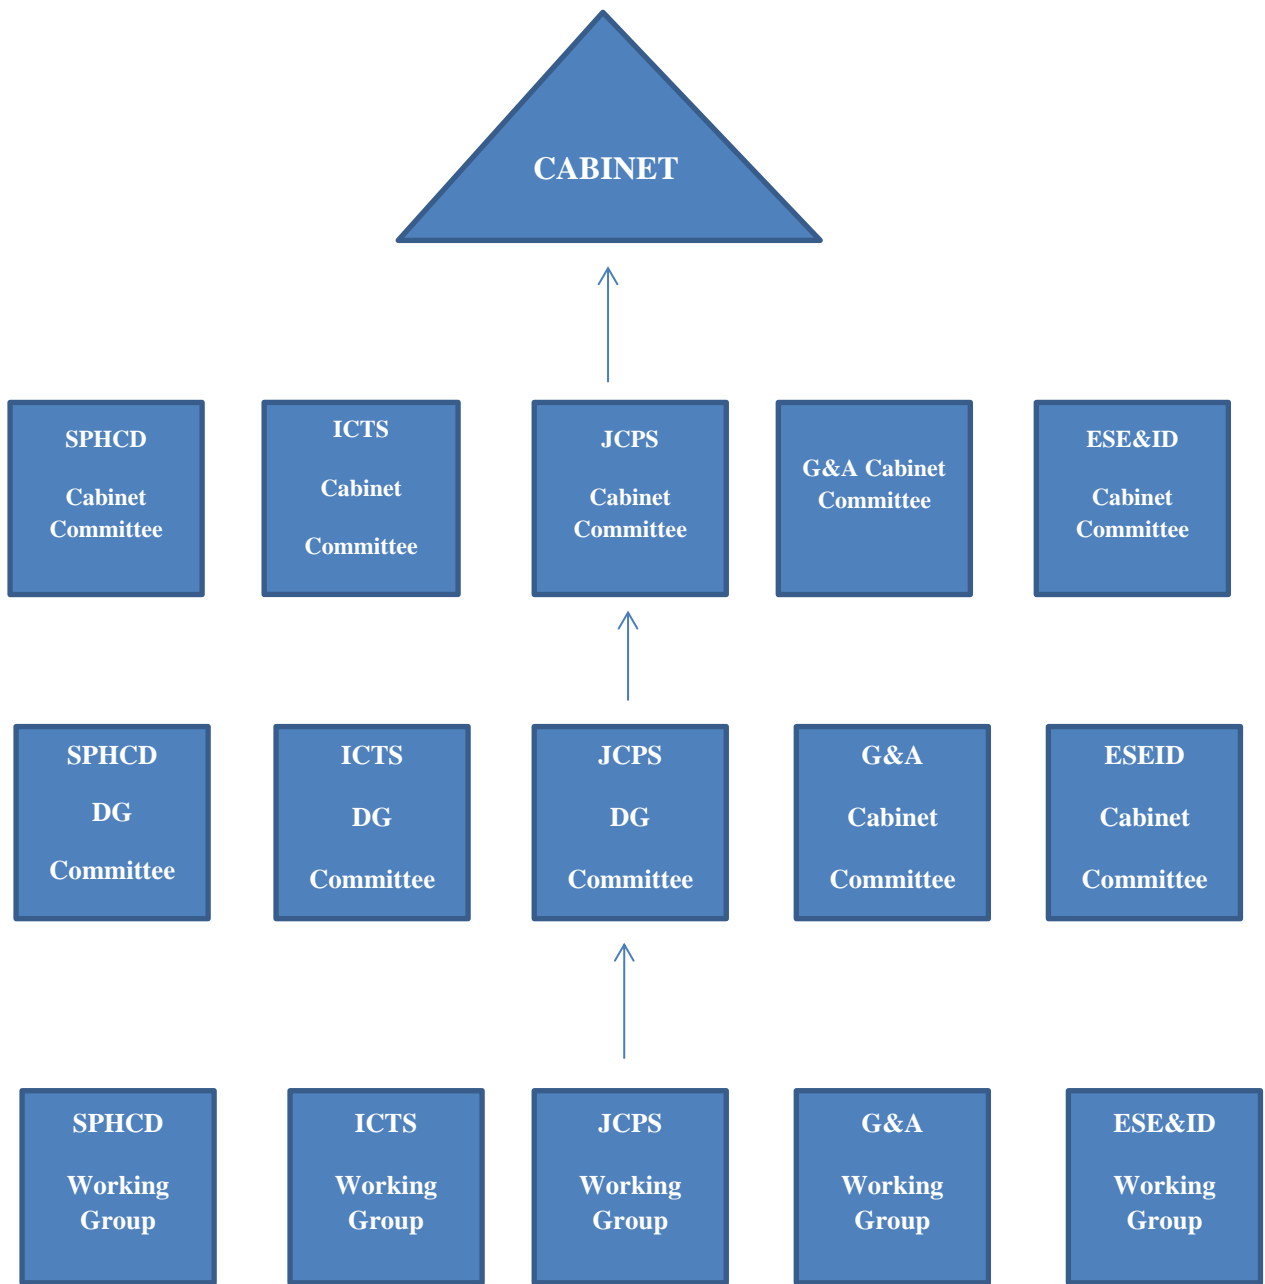 CABINET
SPHCD
Cabinet
Committee
ICTS
Cabinet
Committee
JCPS
Cabinet
Committee
G&A Cabinet
Committee
ESE&ID
Cabinet
Committee
SPHCD
DG
Committee
ICTS
DG
Committee
JCPS
DG
Committee
G&A
Cabinet
Committee
ESEID
Cabinet
Committee
SPHCD
Working
Group
ICTS
Working
Group
JCPS
Working
Group
G&A
Working
Group
ESE&ID
Working
Group